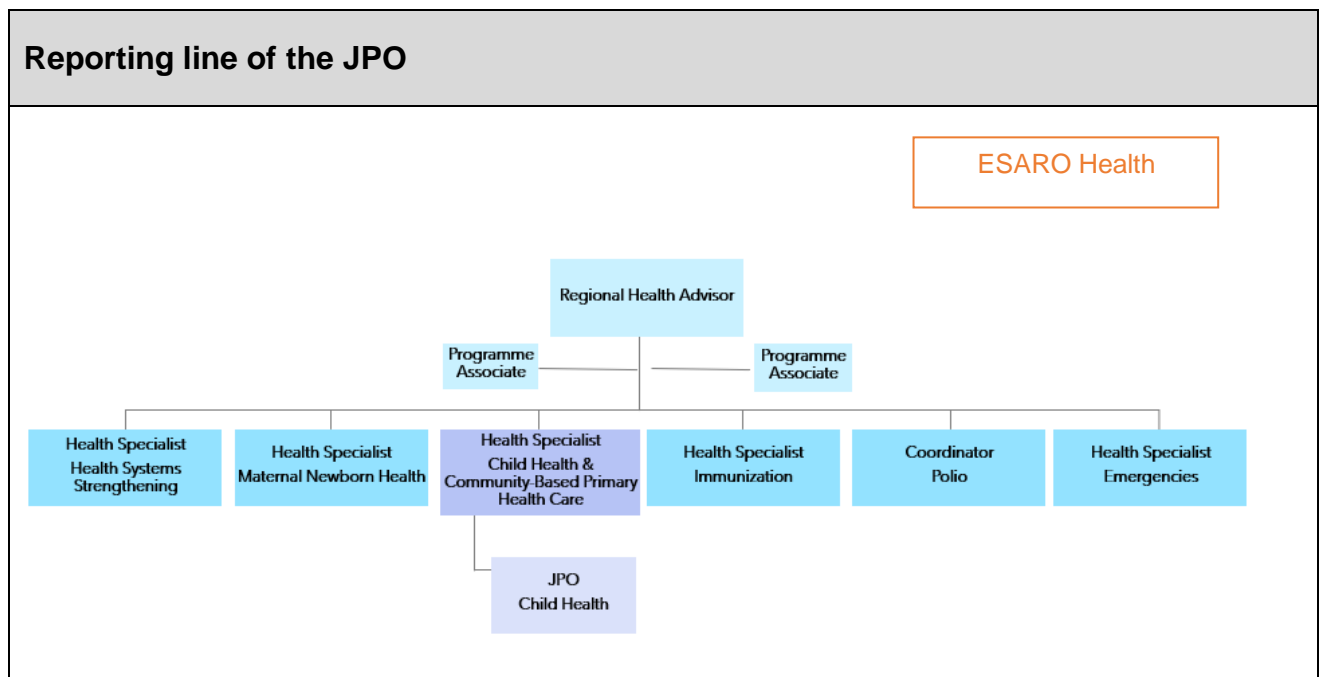 Reporting line of the JPO
ESARO Health
Regional Health Advisor
Programme
Associate
Programme
Associate
Health Specialist
Health Systems
Strengthening
Health Specialist
Maternal Newborn Health
Health Specialist
Child Health &
Community-Based Primary
Health Care
Health Specialist
Immunization
Coordinator
Polio
Health Specialist
Emergencies
JPO
Child Health